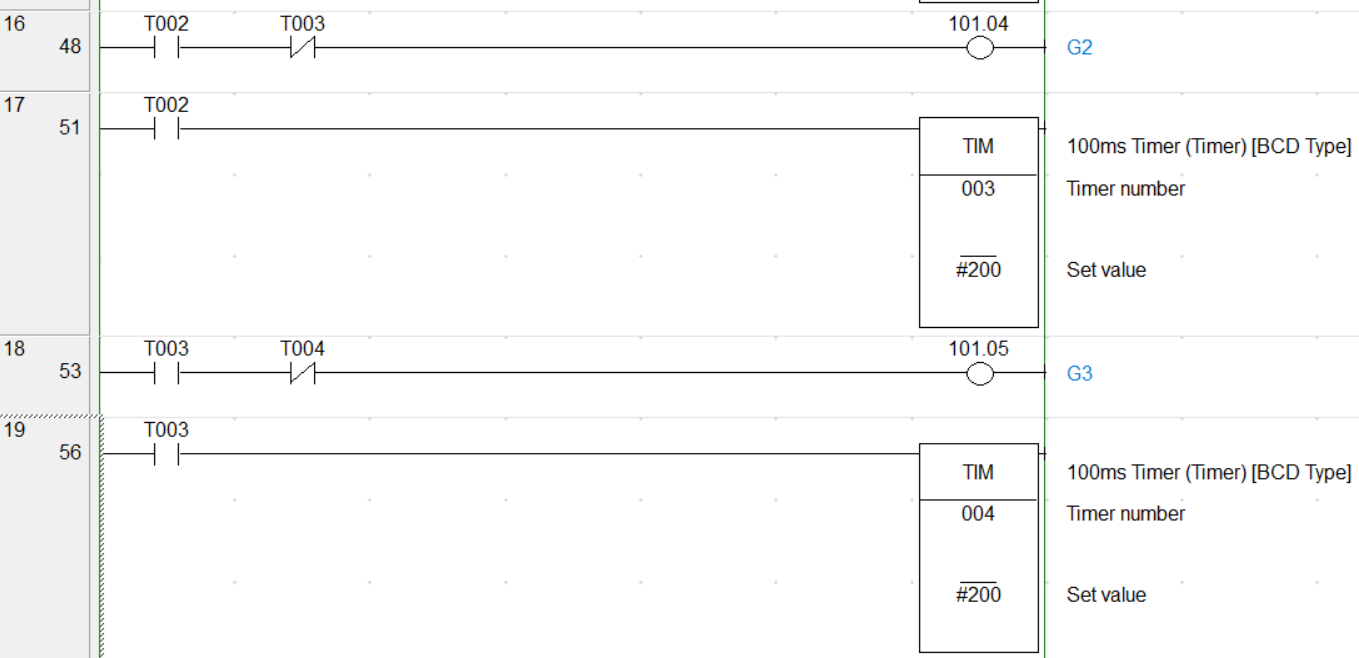 16 T002 T003 101.04
48 G2
17 T002
51
TIM 100ms Timer (Timer) [BCD Type]
003 Timer number
#200 Set value
18 T003 T004 101.05
53 G3
19 T003
56
TIM 100ms Timer (Timer) [BCD Type]
004 Timer number
#200 Set value